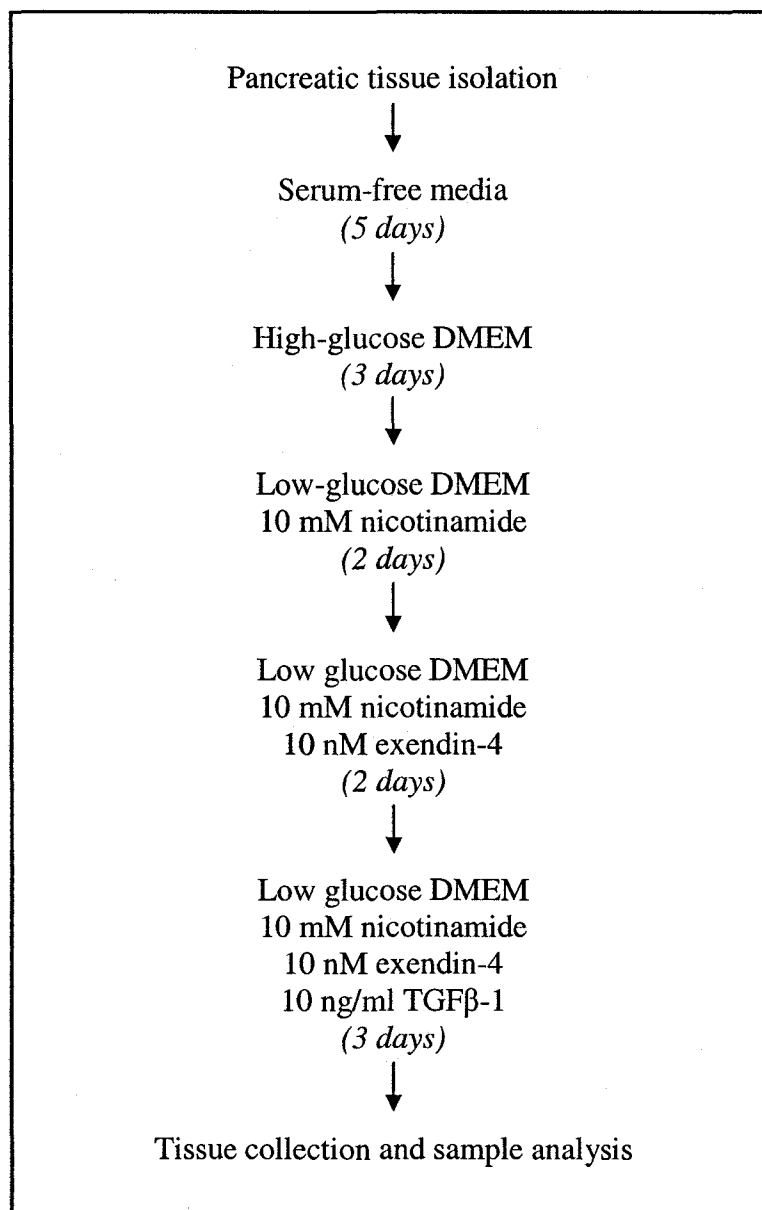 Pancreatic tissue isolation
Serum-free media
(5 days)
High-glucose DMEM
(3 days)
Low-glucose DMEM
10 mM nicotinamide
(2 days)
Low glucose DMEM
10 mM nicotinamide
10 nM exendin-4
(2 days)
Low glucose DMEM
10 mM nicotinamide
10 nM exendin-4
10 ng/ml TGFβ-1
(3 days)
Tissue collection and sample analysis